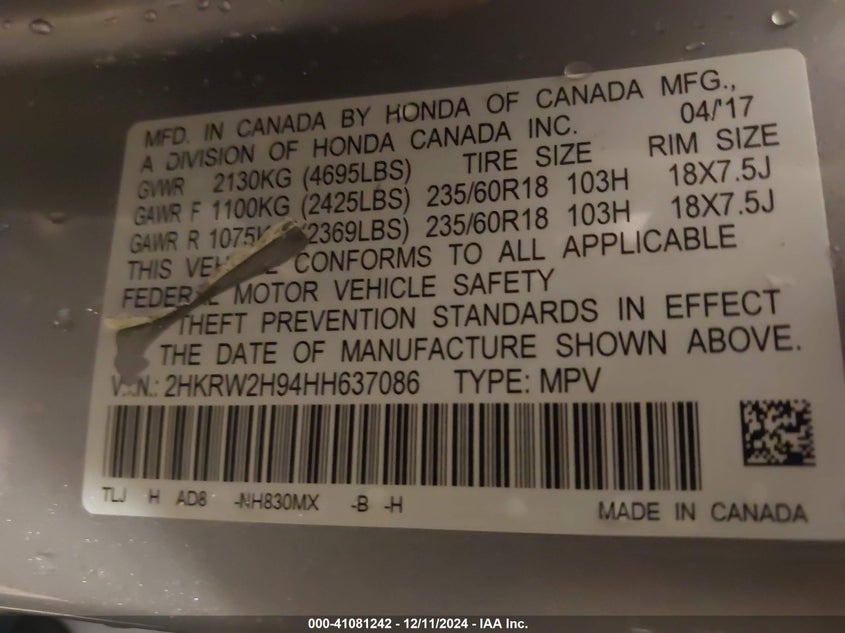 MFD. IN CANADA BY HONDA OF CANADA MFG.,
A DIVISION OF HONDA CANADA INC. 04/'17
GVWR 2130KG (4695LBS) TIRE SIZE RIM SIZE
GAWR F 1100KG (2425LBS) 235/60R18 103H 18X7.5J
GAWR R 1075 (2369LBS) 235/60R18 103H 18X7.5J
THIS CONFORMS TO ALL APPLICABLE
MOTOR VEHICLE SAFETY
THEFT PREVENTION STANDARDS IN EFFECT
THE DATE OF MANUFACTURE SHOWN ABOVE.
2HKRW2H94HH637086 TYPE: MPV
TLJ H AD8 -NH830MX -B -H MADE IN CANADA
000-41081242 - 12/11/2024 - IAA Inc.